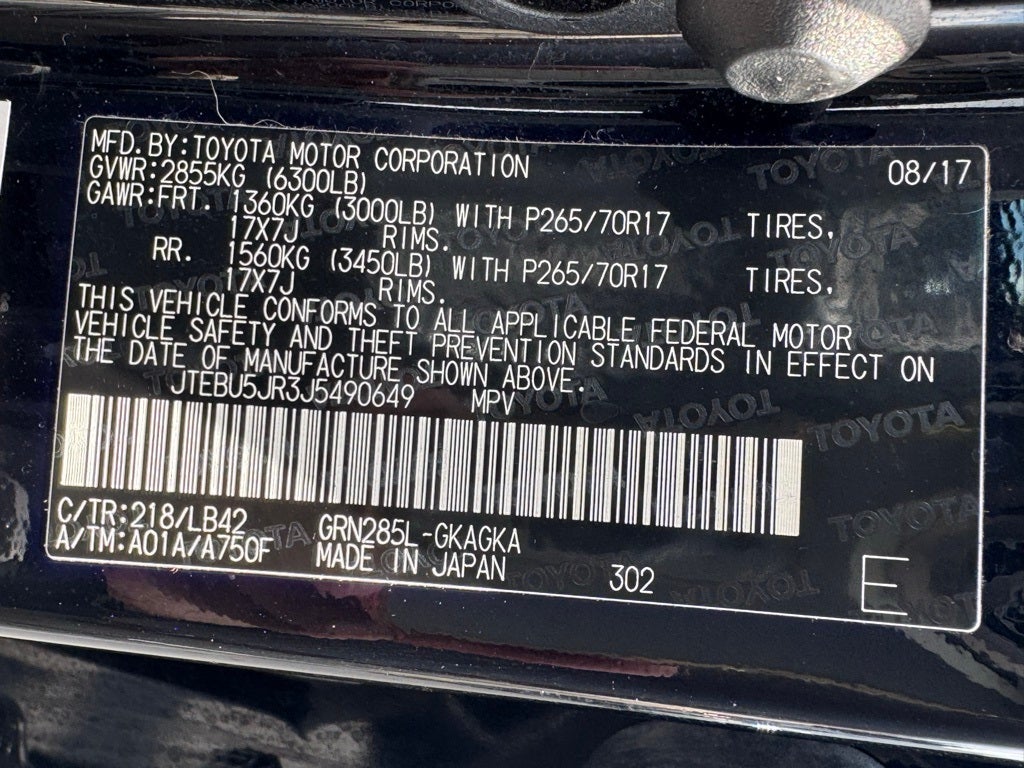 MFD.BY:TOYOTA MOTOR CORPORATION 08/17
GVWR:2855KG (6300LB)
GAWR:FRT. 1360KG (3000LB) WITH P265/70R17 TIRES,
17X7J RIMS.
RR. 1560KG (3450LB) WITH P265/70R17 TIRES,
17X7J RIMS.
THIS VEHICLE CONFORMS TO ALL APPLICABLE FEDERAL MOTOR
VEHICLE SAFETY AND THEFT PREVENTION STANDARDS IN EFFECT ON
THE DATE OF MANUFACTURE SHOWN ABOVE.
JTEBU5JR3J5490649 MPV
C/TR:218/LB42 GRN285L-GKAGKA
A/TM:A01A/A750F MADE IN JAPAN 302 E